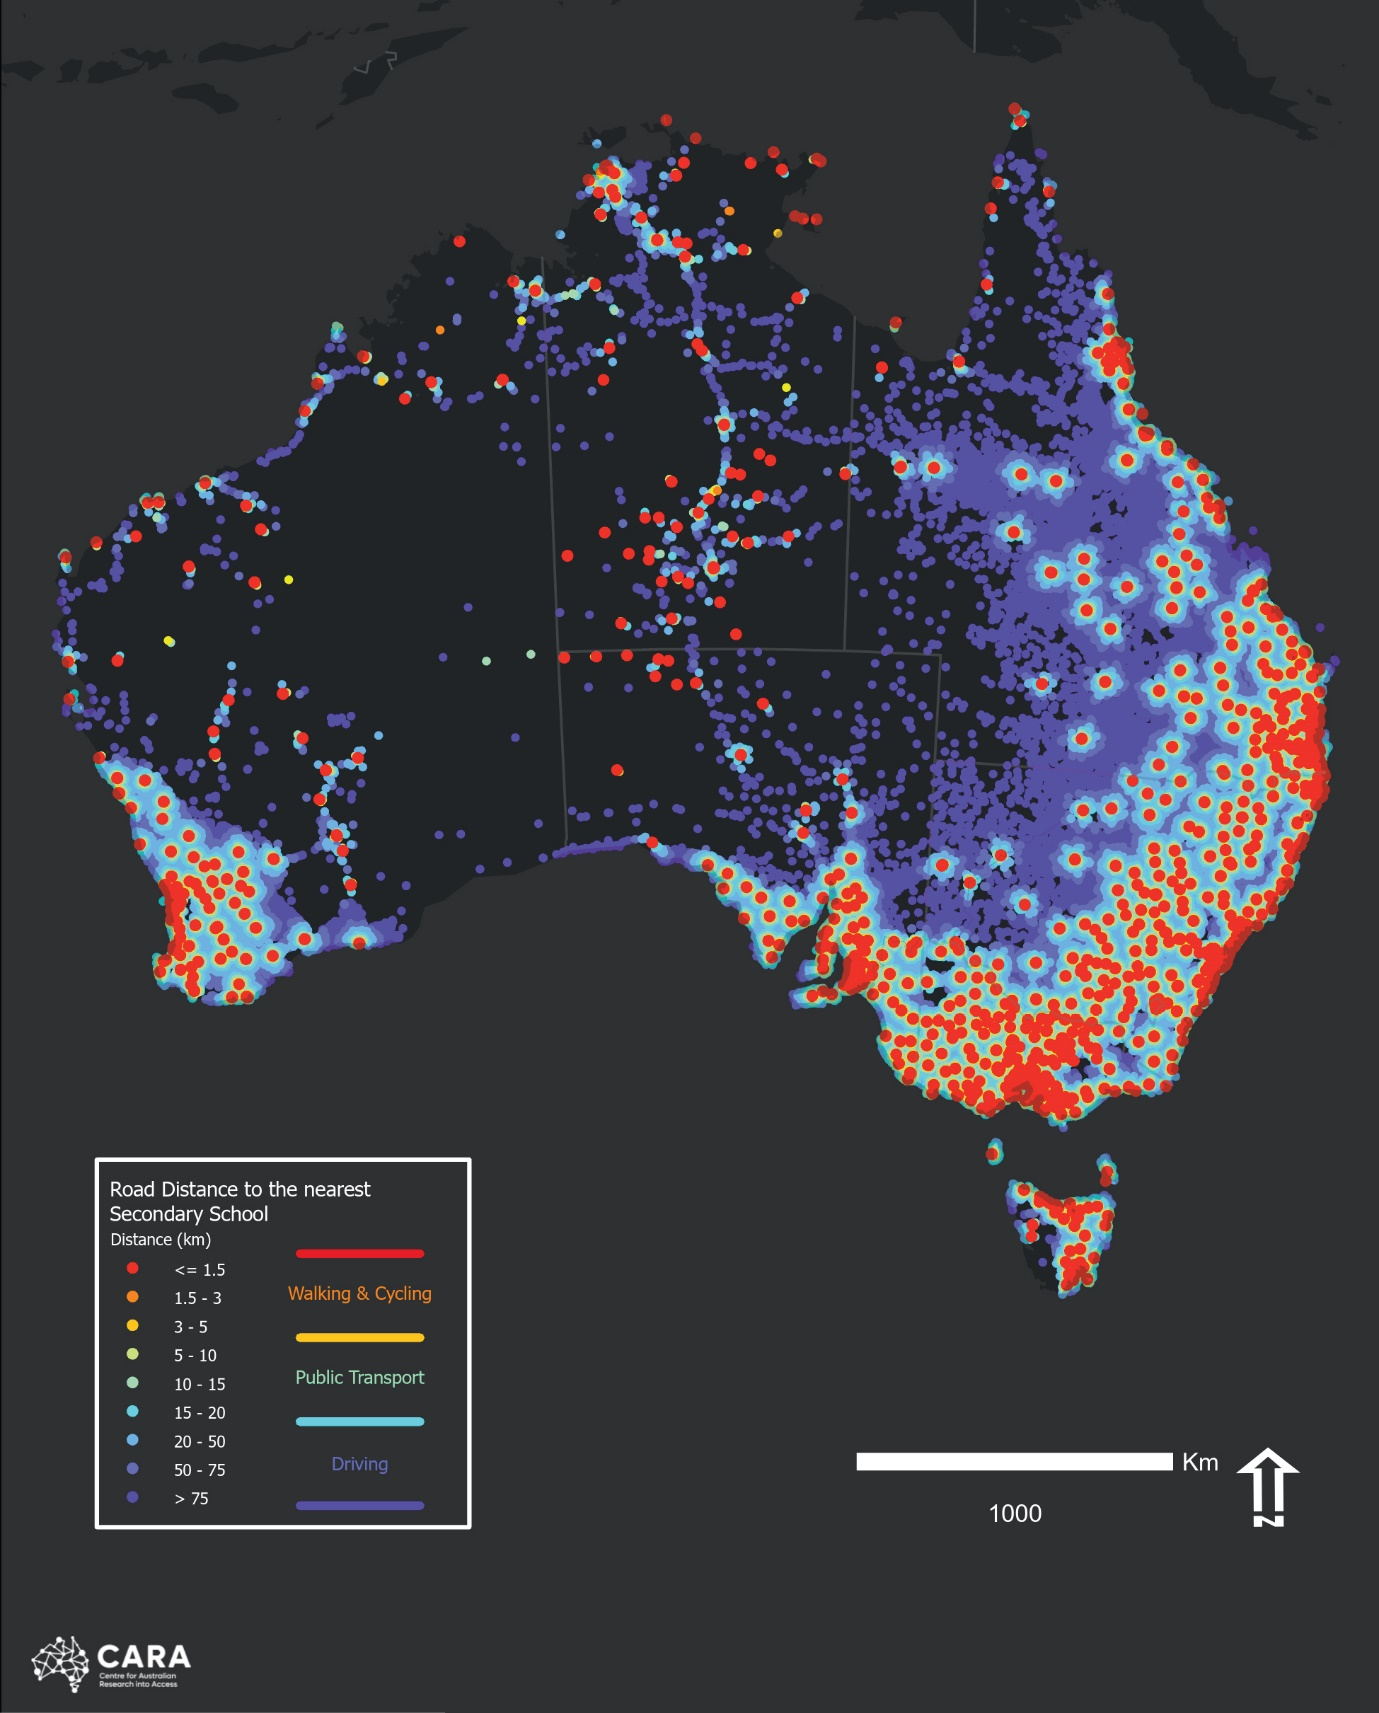 Road Distance to the nearest
Secondary School
Distance (km)
<= 1.5
1.5 - 3
3 - 5
5 - 10
10 - 15
15 - 20
20 - 50
50 - 75
> 75
Walking & Cycling
Public Transport
Driving
Km
1000
N
CARA
Centre for Australian
Research into Access